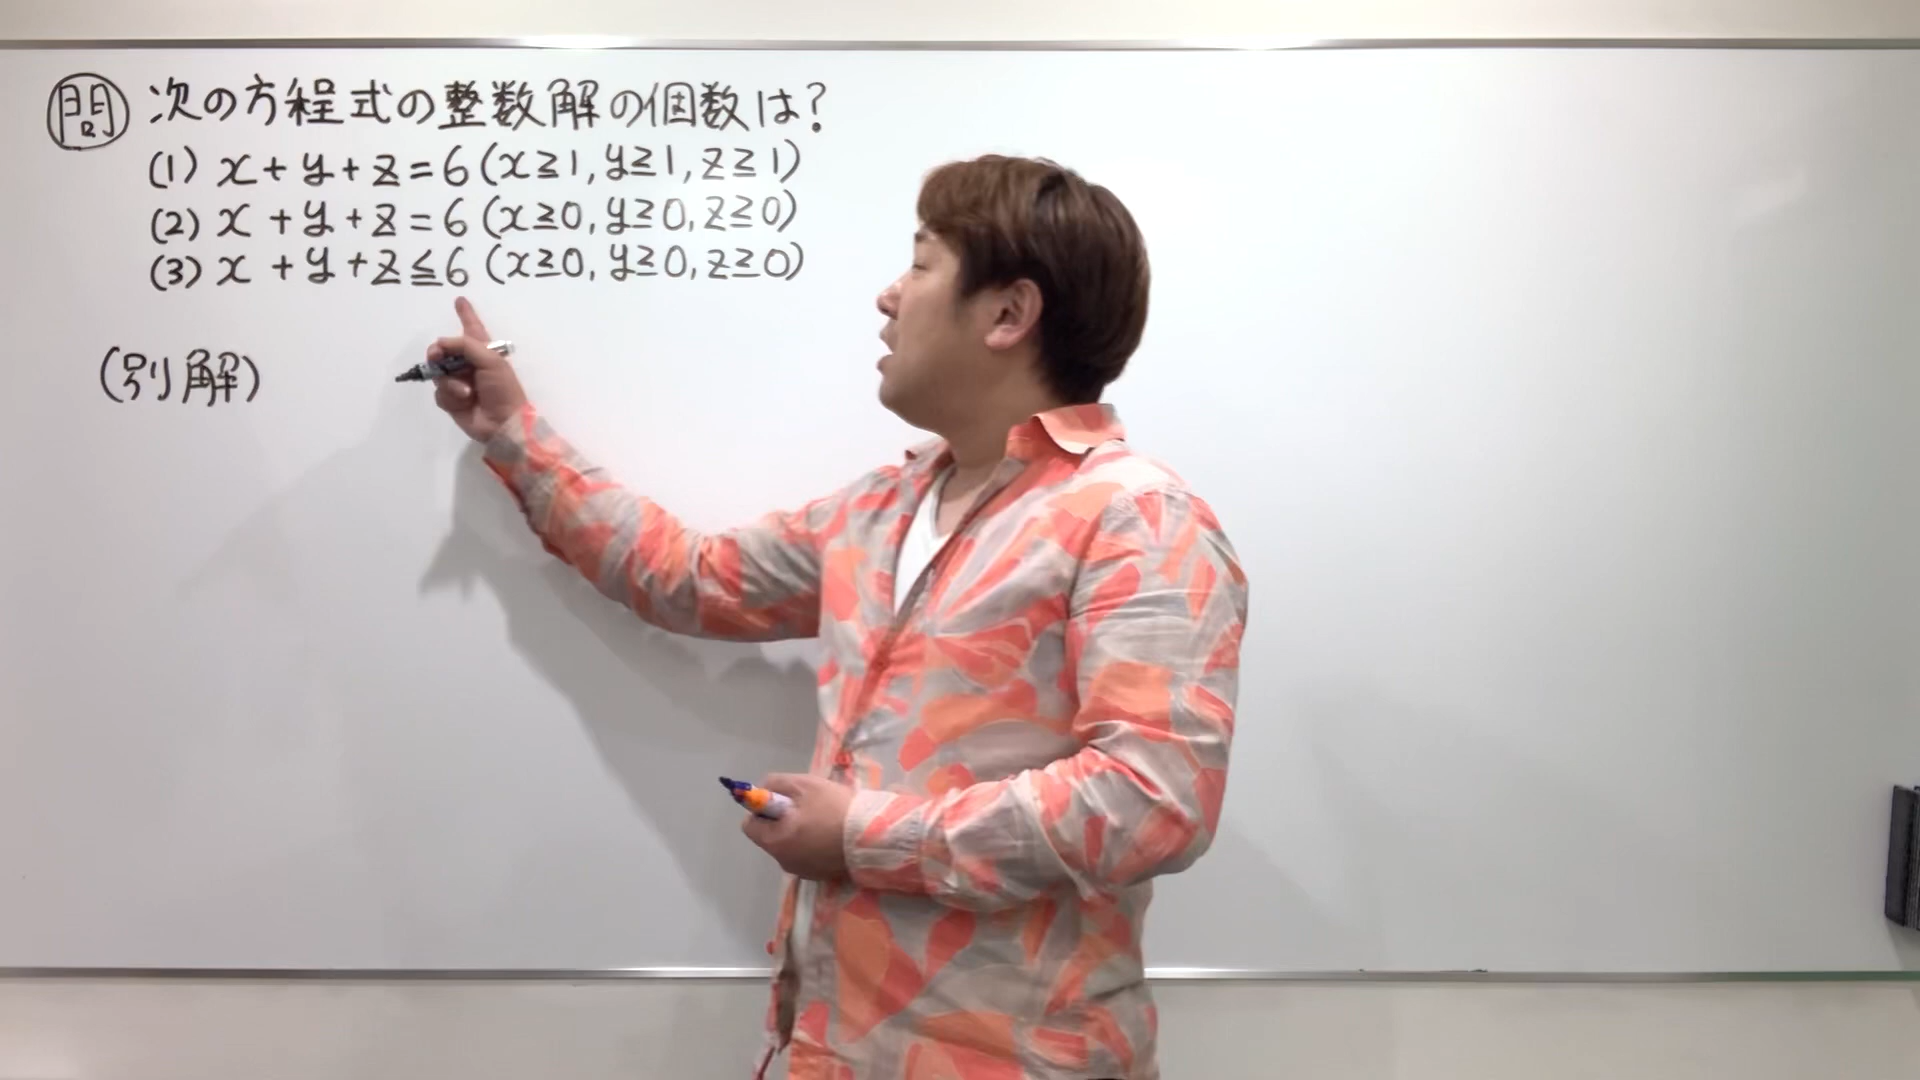 問 次の方程式の整数解の個数は?
(1) x + y + z = 6 (x≧1, y≧1, z≧1)
(2) x + y + z = 6 (x≧0, y≧0, z≧0)
(3) x + y + z ≦ 6 (x≧0, y≧0, z≧0)
(別解)